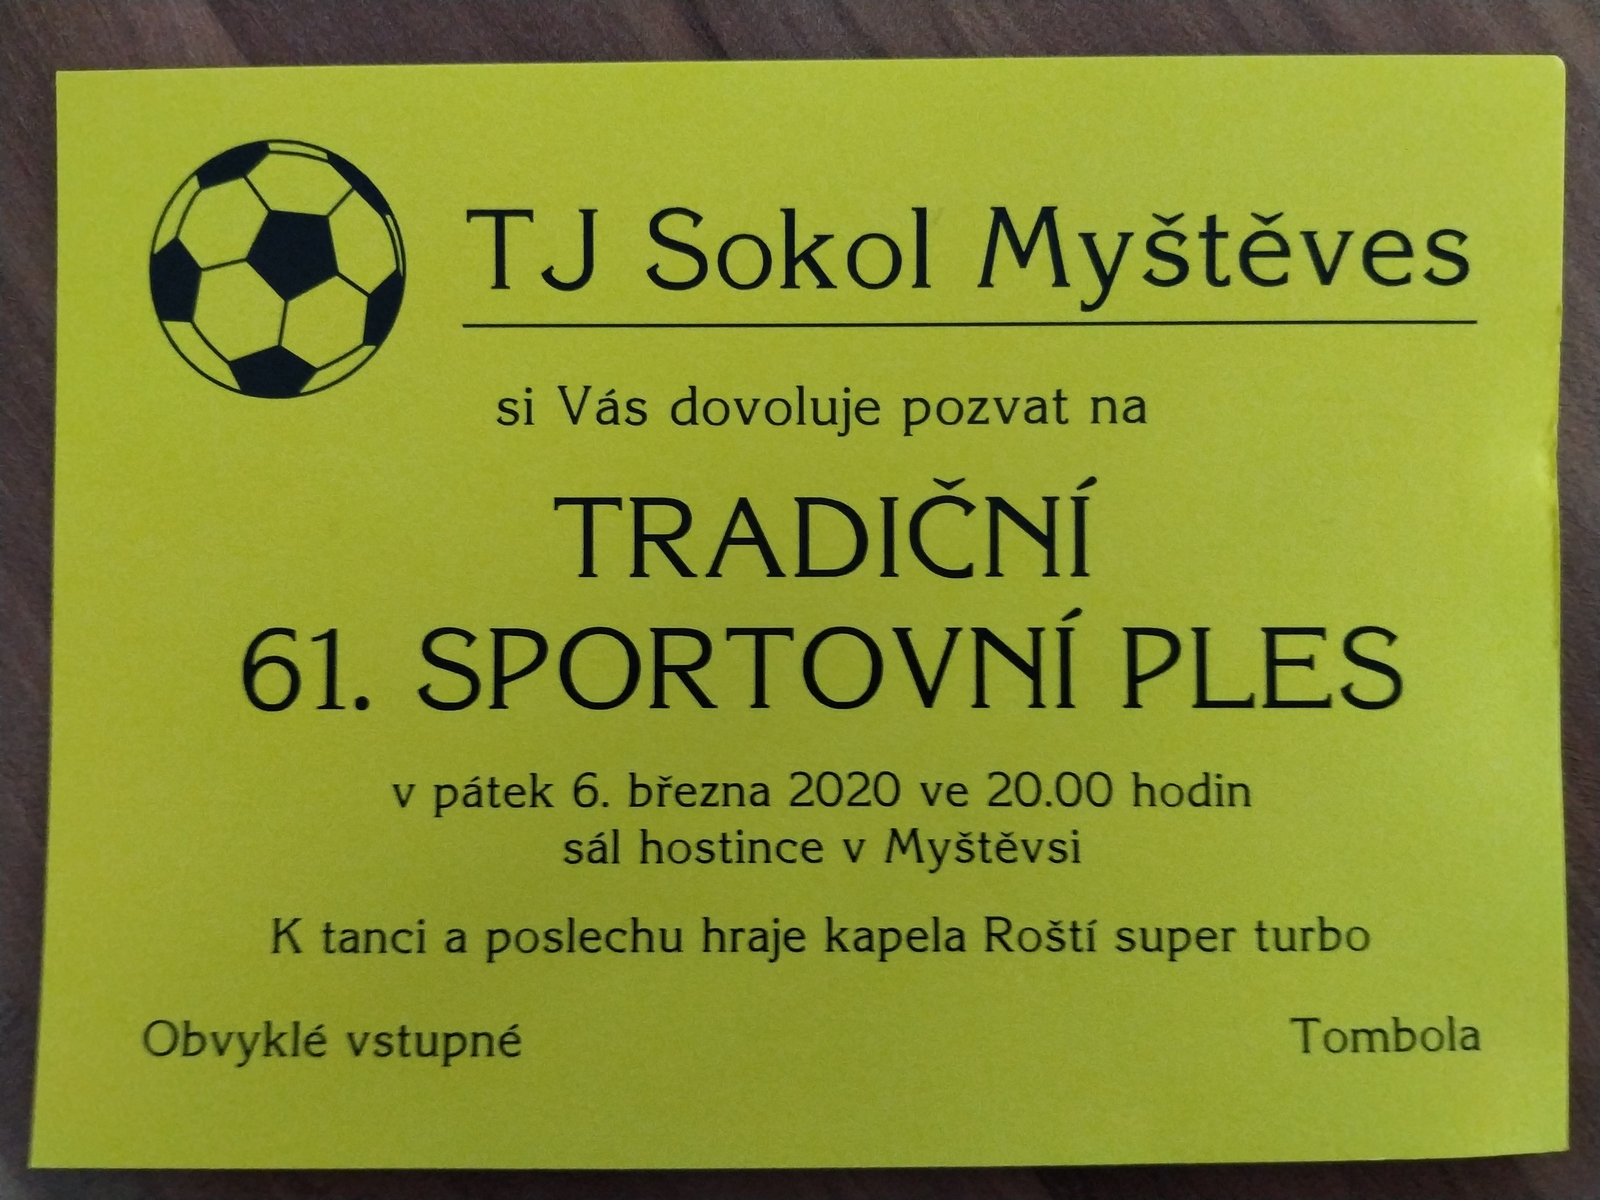 TJ Sokol Myštěves
si Vás dovoluje pozvat na
TRADIČNÍ
61. SPORTOVNÍ PLES
v pátek 6. března 2020 ve 20.00 hodin
sál hostince v Myštěvsi
K tanci a poslechu hraje kapela Roští super turbo
Obvyklé vstupné
Tombola